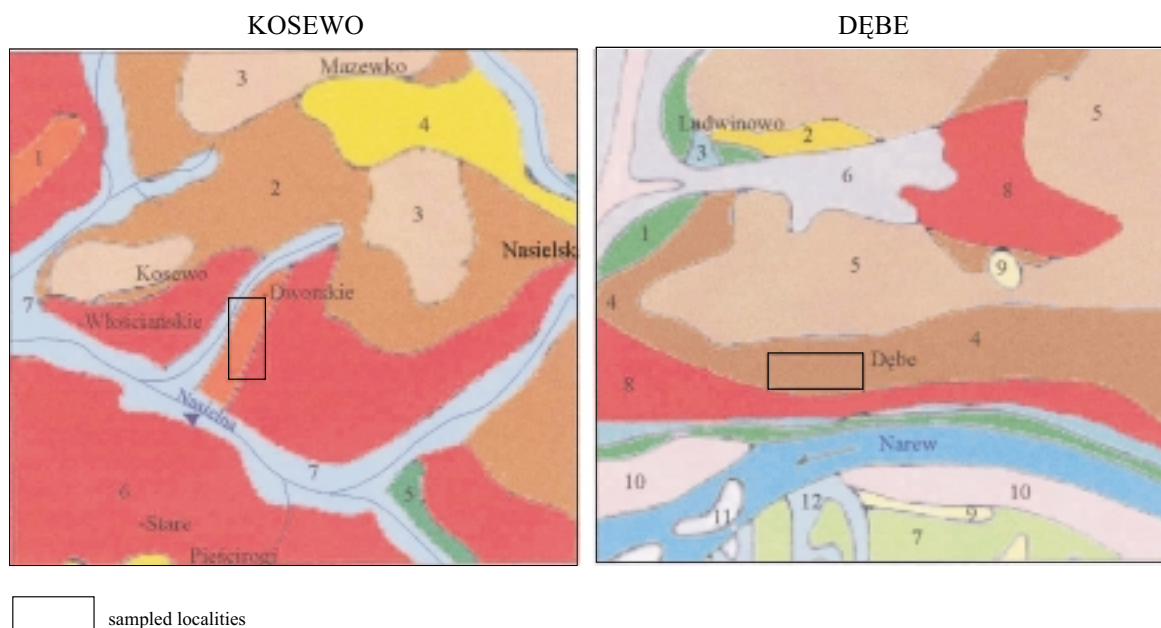 KOSEWO
DĘBE
3
Mazewko
4
1
2
3
Nasielsk
Kosewo
Dworskie
7
-Włościańskie
Nasielna
7
6
5
-Stare
Pieścirogi
5
Ludwinowo
2
3
6
8
1
5
9
4
4
Dębe
8
Narew
10
10
12
11
9
7
sampled localities